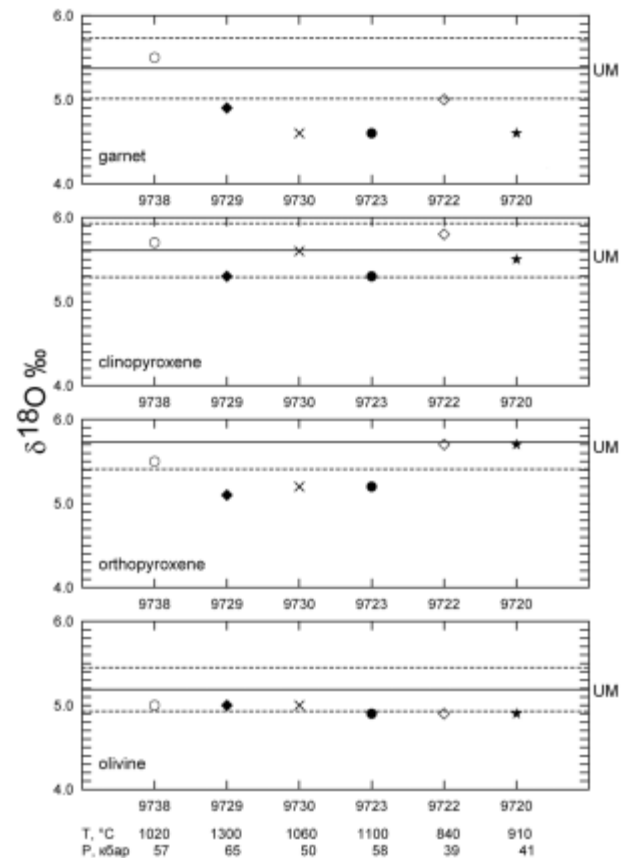 6.0
5.0
4.0
UM
garnet
9738 9729 9730 9723 9722 9720
6.0
5.0
4.0
UM
clinopyroxene
9738 9729 9730 9723 9722 9720
δ18O ‰
6.0
5.0
4.0
UM
orthopyroxene
9738 9729 9730 9723 9722 9720
6.0
5.0
4.0
UM
olivine
9738 9729 9730 9723 9722 9720
T, °C 1020 1300 1060 1100 840 910
P, кбар 57 65 50 58 39 41